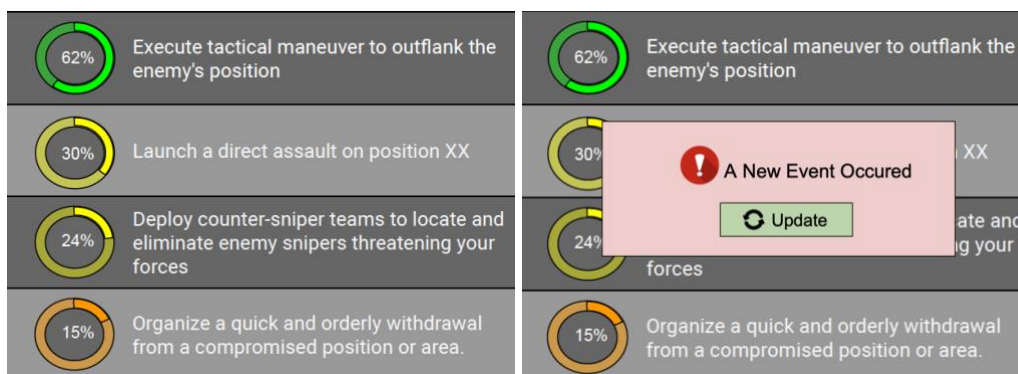 62%
Execute tactical maneuver to outflank the
enemy's position
30%
Launch a direct assault on position XX
24%
Deploy counter-sniper teams to locate and
eliminate enemy snipers threatening your
forces
15%
Organize a quick and orderly withdrawal
from a compromised position or area.
62%
Execute tactical maneuver to outflank the
enemy's position
30%
XX
A New Event Occured
Update
24%
and
g your
forces
15%
Organize a quick and orderly withdrawal
from a compromised position or area.